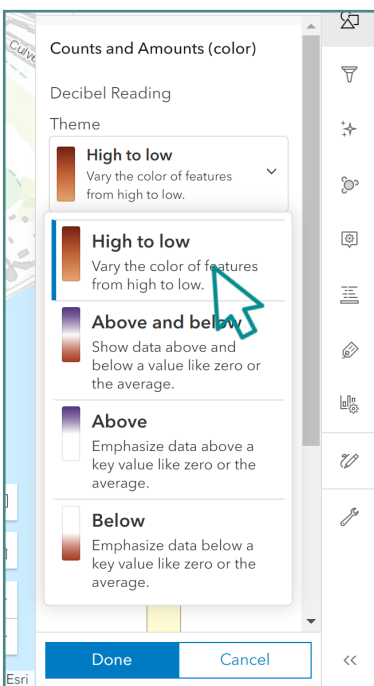 Culve
Counts and Amounts (color)
Decibel Reading
Theme
High to low
Vary the color of features
from high to low.
High to low
Vary the color of features
from high to low.
Above and below
Show data above and
below a value like zero or
the average.
Above
Emphasize data above a
key value like zero or the
average.
Below
Emphasize data below a
key value like zero or the
average.
Done
Cancel
Esri